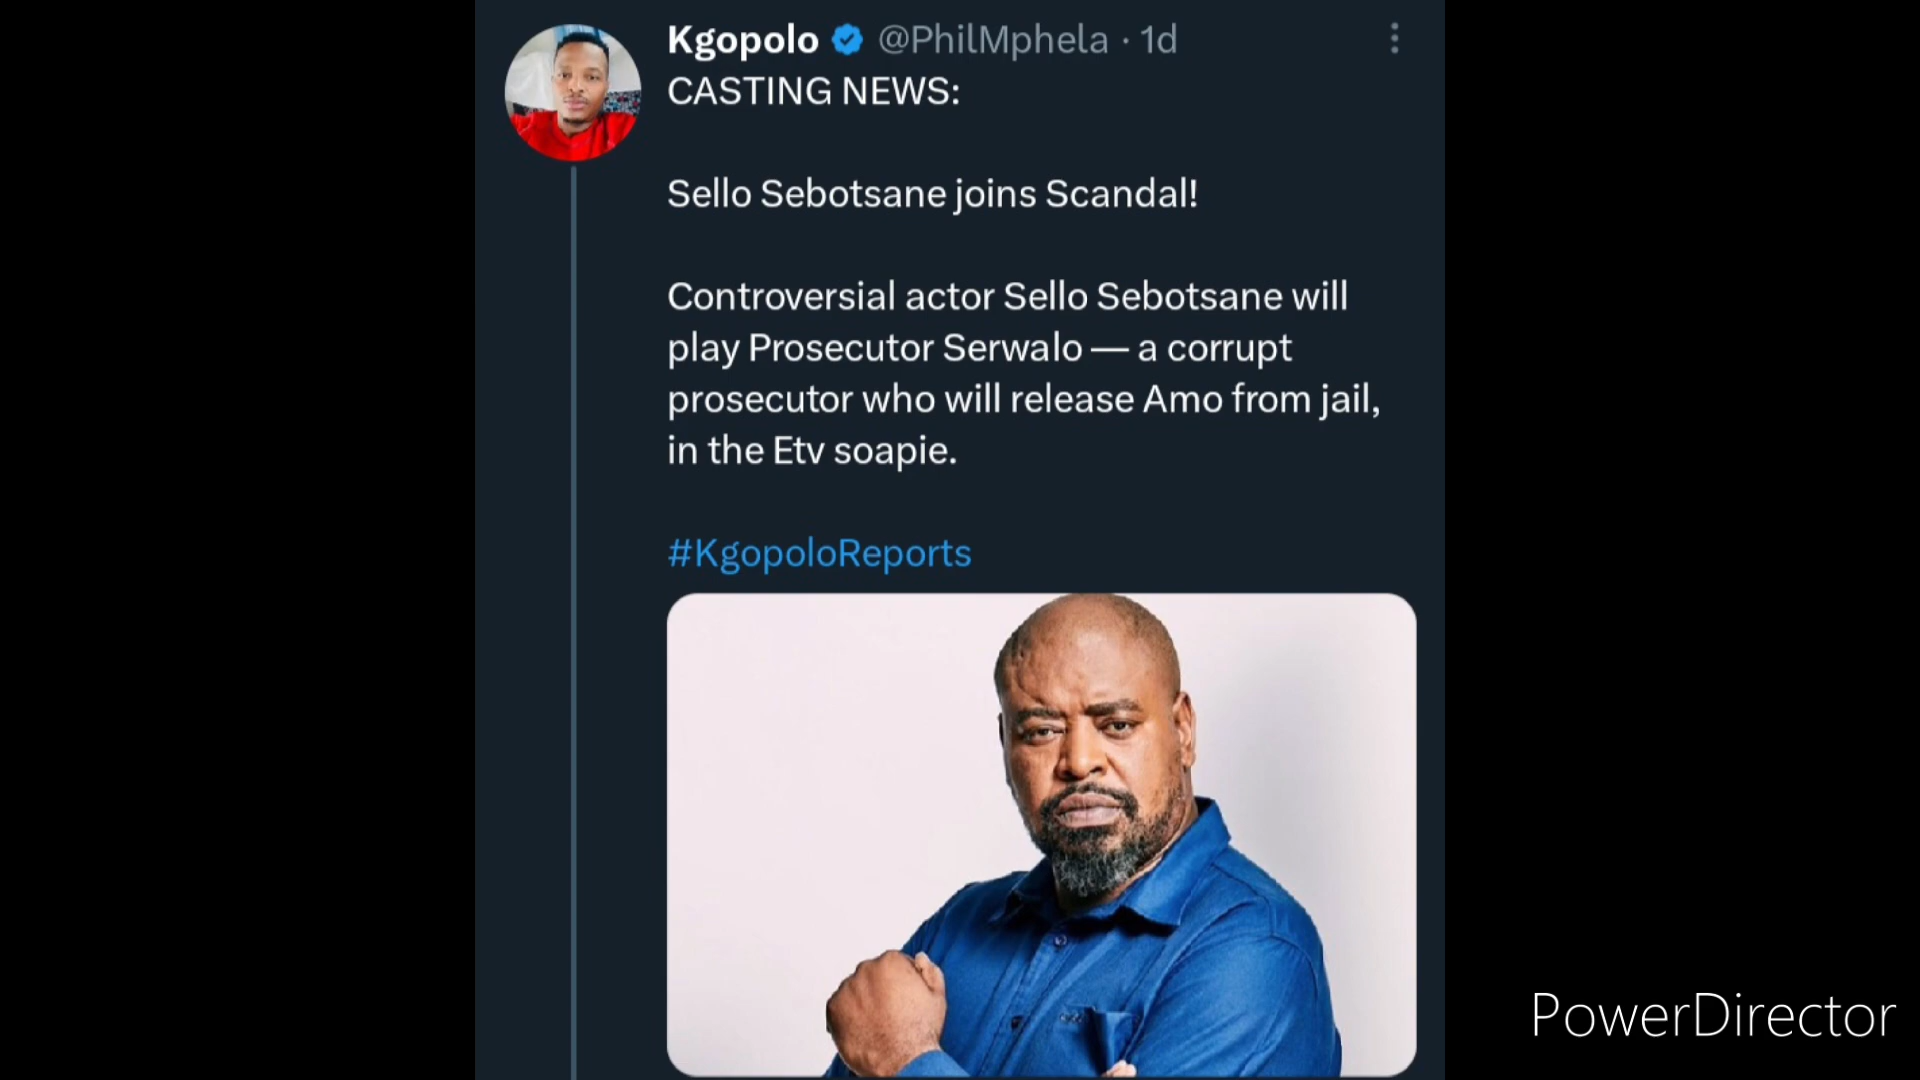 Kgopolo @PhilMphela · 1d
CASTING NEWS:
Sello Sebotsane joins Scandal!
Controversial actor Sello Sebotsane will
play Prosecutor Serwalo — a corrupt
prosecutor who will release Amo from jail,
in the Etv soapie.
#KgopoloReports
PowerDirector